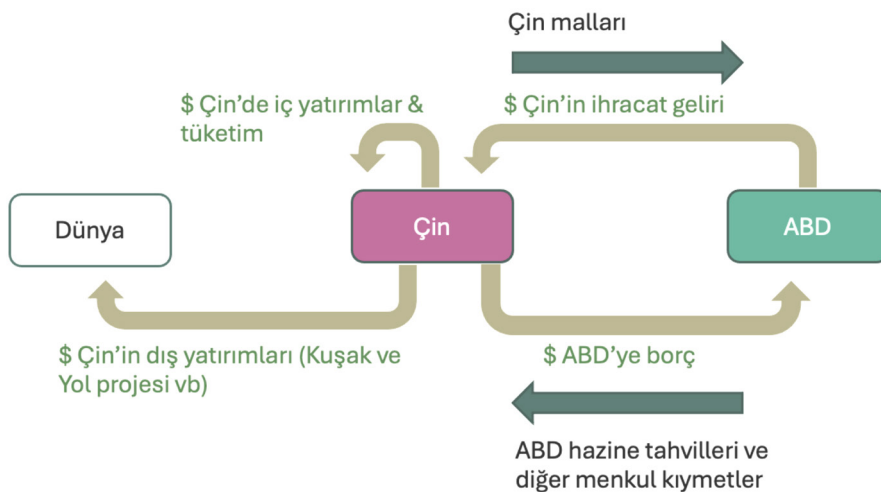 Çin malları
$ Çin’de iç yatırımlar &
tüketim
$ Çin’in ihracat geliri
Dünya
Çin
ABD
$ Çin’in dış yatırımları (Kuşak ve
Yol projesi vb)
$ ABD’ye borç
ABD hazine tahvilleri ve
diğer menkul kıymetler